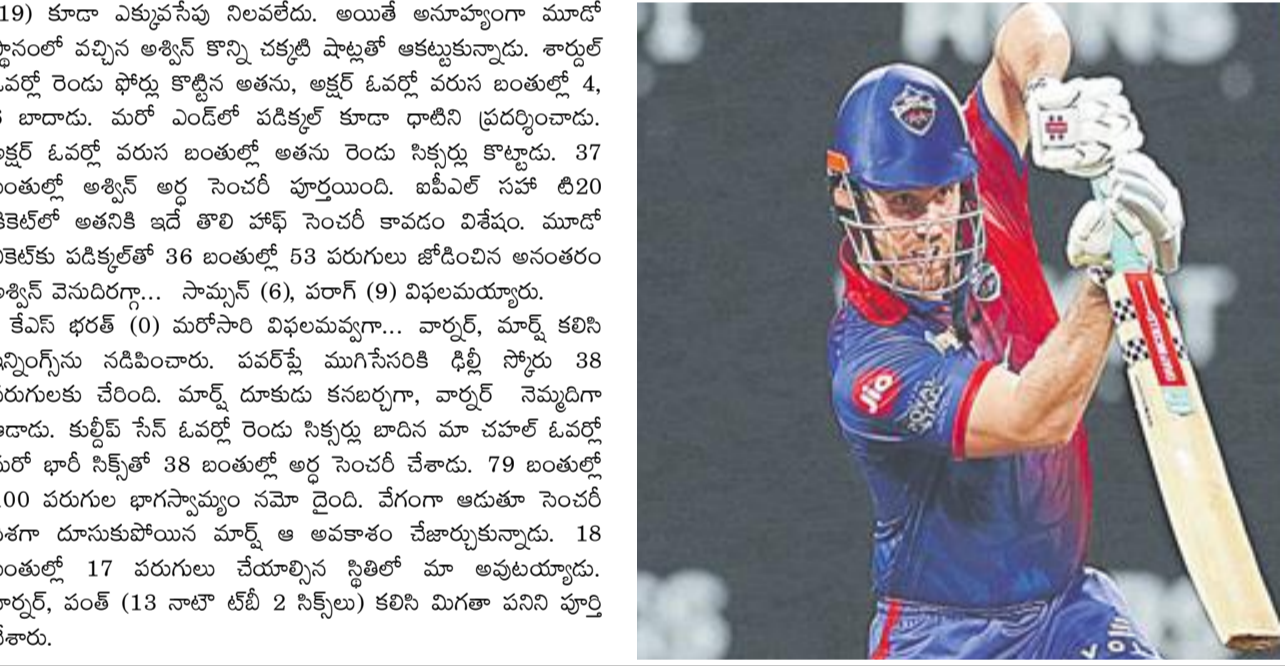 19) కూడా ఎక్కువసేపు నిలవలేదు. అయితే అనూహ్యంగా మూడో
స్థానంలో వచ్చిన అశ్విన్ కొన్ని చక్కటి షాట్లతో ఆకట్టుకున్నాడు. శార్దుల్
ఓవర్లో రెండు ఫోర్లు కొట్టిన అతను, అక్షర్ ఓవర్లో వరుస బంతుల్లో 4,
6 బాదాడు. మరో ఎండ్‌లో పడిక్కల్ కూడా ధాటిని ప్రదర్శించాడు.
అక్షర్ ఓవర్లో వరుస బంతుల్లో అతను రెండు సిక్సర్లు కొట్టాడు. 37
బంతుల్లో అశ్విన్ అర్ధ సెంచరీ పూర్తయింది. ఐపీఎల్ సహా టి20
క్రికెట్‌లో అతనికి ఇదే తొలి హాఫ్ సెంచరీ కావడం విశేషం. మూడో
వికెట్‌కు పడిక్కల్‌తో 36 బంతుల్లో 53 పరుగులు జోడించిన అనంతరం
అశ్విన్ వెనుదిరగ్గా... సామ్సన్ (6), పరాగ్ (9) విఫలమయ్యారు.
కేఎస్ భరత్ (0) మరోసారి విఫలమవ్వగా... వార్నర్, మార్ష్ కలిసి
ఇన్నింగ్స్‌ను నడిపించారు. పవర్‌ప్లే ముగిసేసరికి ఢిల్లీ స్కోరు 38
పరుగులకు చేరింది. మార్ష్ దూకుడు కనబర్చగా, వార్నర్ నెమ్మదిగా
ఆడాడు. కుల్దీప్ సేన్ ఓవర్లో రెండు సిక్సర్లు బాదిన మా చహల్ ఓవర్లో
మరో భారీ సిక్స్‌తో 38 బంతుల్లో అర్ధ సెంచరీ చేశాడు. 79 బంతుల్లో
100 పరుగుల భాగస్వామ్యం నమో దైంది. వేగంగా ఆడుతూ సెంచరీ
దిశగా దూసుకుపోయిన మార్ష్ ఆ అవకాశం చేజార్చుకున్నాడు. 18
బంతుల్లో 17 పరుగులు చేయాల్సిన స్థితిలో మా అవుటయ్యాడు.
వార్నర్, పంత్ (13 నాటౌ ట్‌బీ 2 సిక్స్‌లు) కలిసి మిగతా పనిని పూర్తి
చేశారు.
Jio
ROYAL STAG